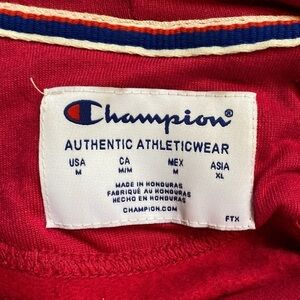 Champion®
AUTHENTIC ATHLETICWEAR
USA CA MEX ASIA
M M/M M XL
MADE IN HONDURAS
FABRIQUÉ AU HONDURAS
HECHO EN HONDURAS
CHAMPION.COM
FTX